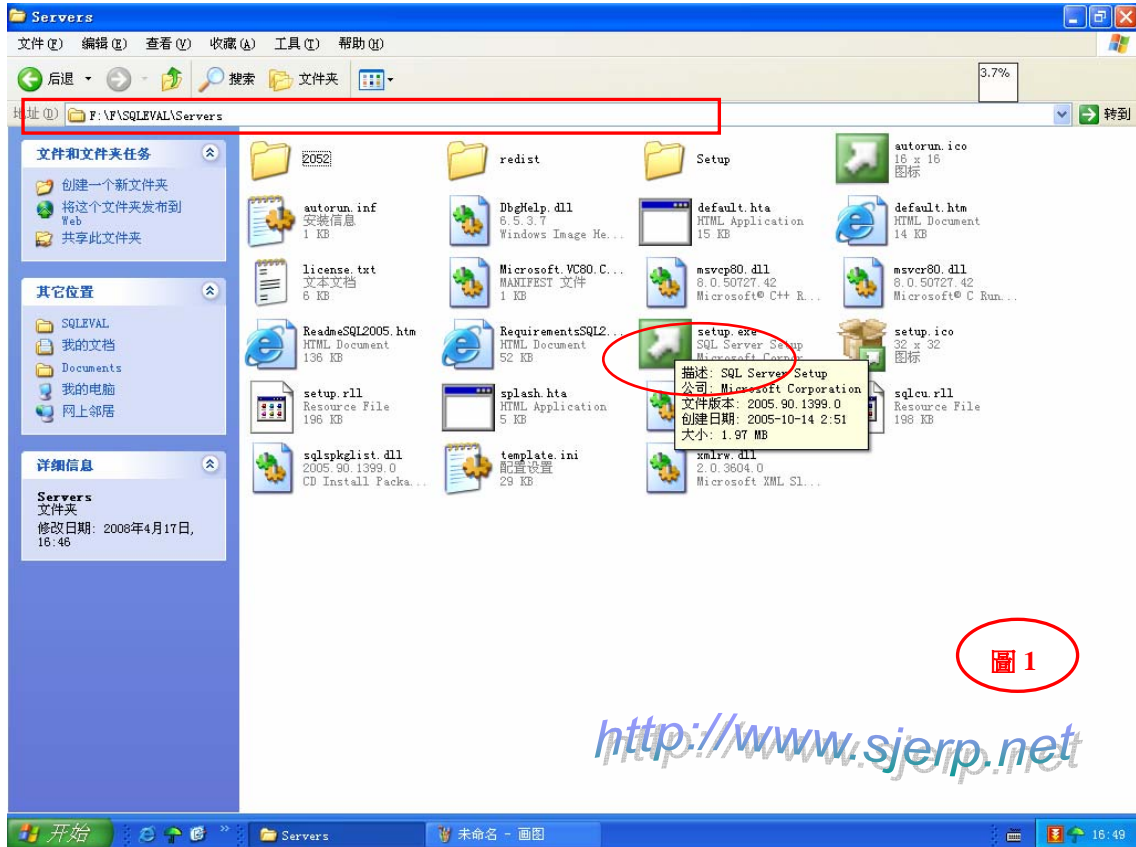 Servers
文件(F) 编辑(E) 查看(V) 收藏(A) 工具(T) 帮助(H)
后退 搜索 文件夹
3.7%
地址(D) F:\F\SQLEVAL\Servers 转到
文件和文件夹任务
创建一个新文件夹
将这个文件夹发布到
Web
共享此文件夹
其它位置
SQLEVAL
我的文档
Documents
我的电脑
网上邻居
详细信息
Servers
文件夹
修改日期: 2008年4月17日,
16:46
2052
redist
Setup
autorun.ico
16 x 16
图标
autorun.inf
安装信息
1 KB
DbgHelp.dll
6.5.3.7
Windows Image He...
default.hta
HTML Application
15 KB
default.htm
HTML Document
14 KB
license.txt
文本文档
6 KB
Microsoft.VC80.C...
MANIFEST 文件
1 KB
msvcp80.dll
8.0.50727.42
Microsoft® C++ R...
msvcr80.dll
8.0.50727.42
Microsoft® C Run...
ReadmeSQL2005.htm
HTML Document
136 KB
RequirementsSQL2...
HTML Document
52 KB
setup.exe
SQL Server Setup
Microsoft Corpor...
setup.ico
32 x 32
图标
描述: SQL Server Setup
公司: Microsoft Corporation
文件版本: 2005.90.1399.0
创建日期: 2005-10-14 2:51
大小: 1.97 MB
setup.rll
Resource File
196 KB
splash.hta
HTML Application
5 KB
sqlcu.rll
Resource File
198 KB
sqlspkglist.dll
2005.90.1399.0
CD Install Packa...
template.ini
配置设置
29 KB
xmlrw.dll
2.0.3604.0
Microsoft XML Sl...
圖 1
http://www.sjerp.net
开始 Servers 未命名 - 画图 16:49